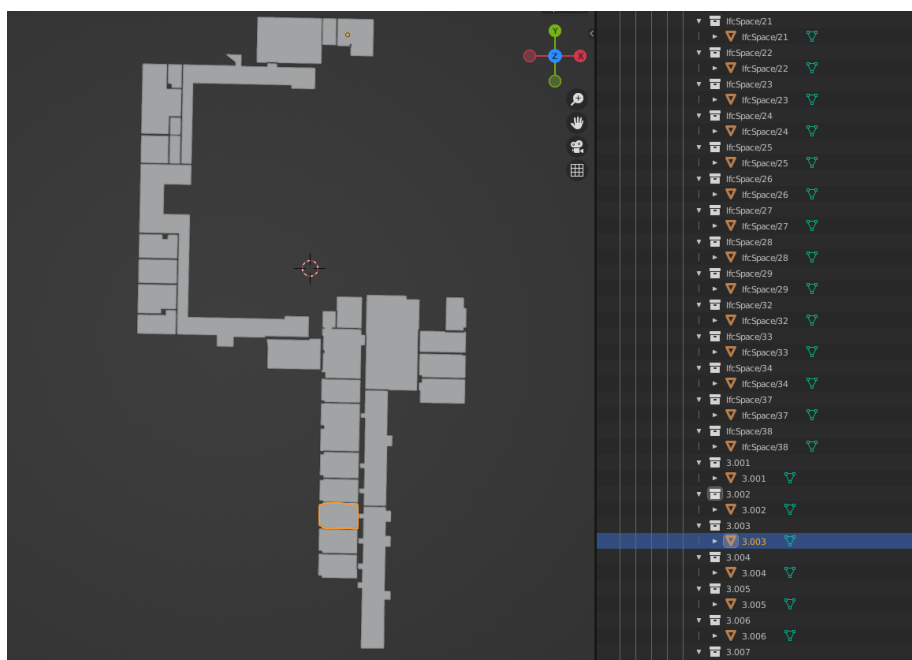 Y
Z
X
IfcSpace/21
IfcSpace/21
IfcSpace/22
IfcSpace/22
IfcSpace/23
IfcSpace/23
IfcSpace/24
IfcSpace/24
IfcSpace/25
IfcSpace/25
IfcSpace/26
IfcSpace/26
IfcSpace/27
IfcSpace/27
IfcSpace/28
IfcSpace/28
IfcSpace/29
IfcSpace/29
IfcSpace/32
IfcSpace/32
IfcSpace/33
IfcSpace/33
IfcSpace/34
IfcSpace/34
IfcSpace/37
IfcSpace/37
IfcSpace/38
IfcSpace/38
3.001
3.001
3.002
3.002
3.003
3.003
3.004
3.004
3.005
3.005
3.006
3.006
3.007